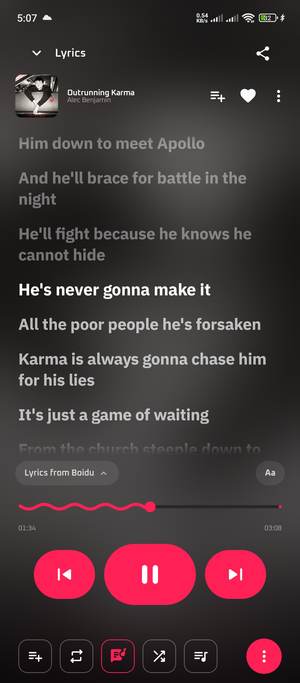 5:07
0.54
KB/s
32
Lyrics
Outrunning Karma
Alec Benjamin
Him down to meet Apollo
And he'll brace for battle in the
night
He'll fight because he knows he
cannot hide
He's never gonna make it
All the poor people he's forsaken
Karma is always gonna chase him
for his lies
It's just a game of waiting
From the church steeple down to
Lyrics from Baidu
Aa
01:34
03:08